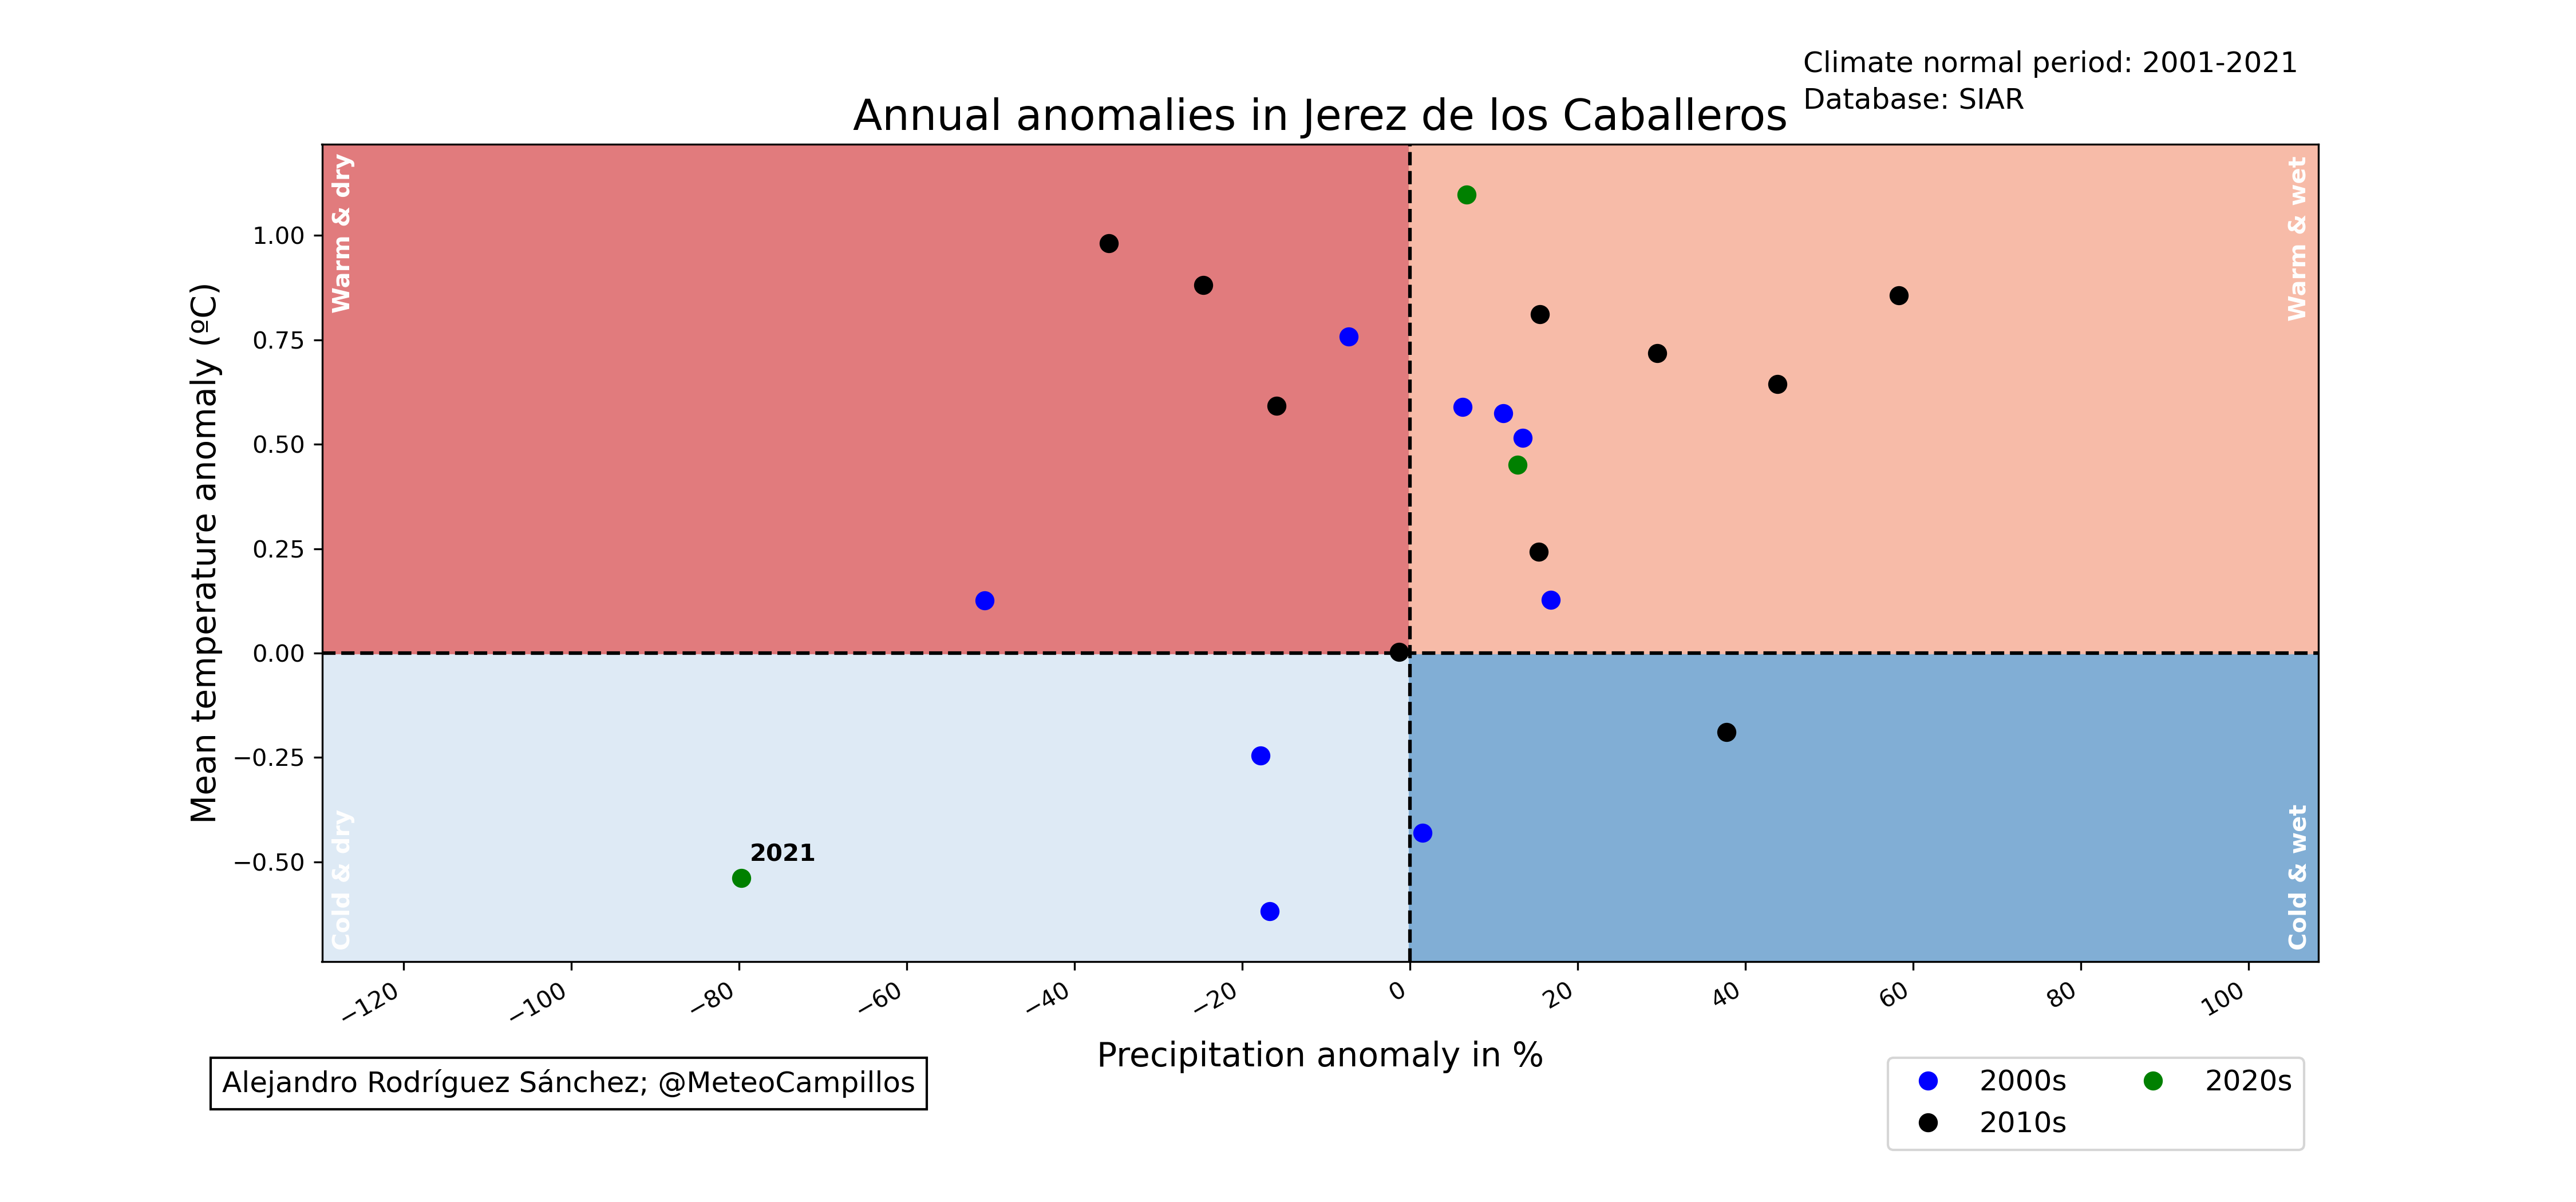 Climate normal period: 2001-2021
Database: SIAR
Annual anomalies in Jerez de los Caballeros
Warm & dry
Warm & wet
Mean temperature anomaly (ºC)
1.00
0.75
0.50
0.25
0.00
−0.25
−0.50
2021
Cold & dry
Cold & wet
−120
−100
−80
−60
−40
−20
0
20
40
60
80
100
Precipitation anomaly in %
Alejandro Rodríguez Sánchez; @MeteoCampillos
2000s
2010s
2020s